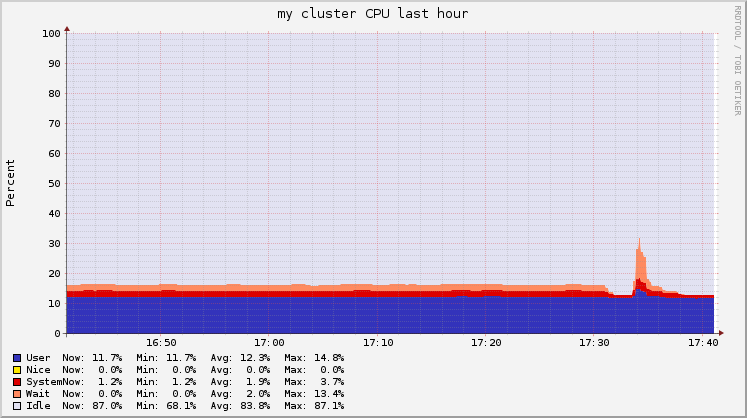 my cluster CPU last hour
RRDTOOL / TOBI OETIKER
Percent
100
90
80
70
60
50
40
30
20
10
0
16:50 17:00 17:10 17:20 17:30 17:40
User Now: 11.7% Min: 11.7% Avg: 12.3% Max: 14.8%
Nice Now: 0.0% Min: 0.0% Avg: 0.0% Max: 0.0%
SystemNow: 1.2% Min: 1.2% Avg: 1.9% Max: 3.7%
Wait Now: 0.0% Min: 0.0% Avg: 2.0% Max: 13.4%
Idle Now: 87.0% Min: 68.1% Avg: 83.8% Max: 87.1%